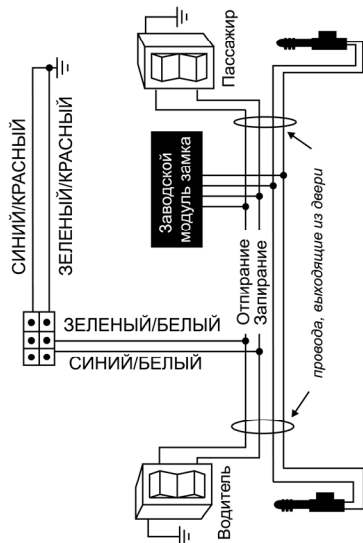 СИНИЙ/КРАСНЫЙ
ЗЕЛЕНЫЙ/КРАСНЫЙ
ЗЕЛЕНЫЙ/БЕЛЫЙ
СИНИЙ/БЕЛЫЙ
Пассажир
Заводской
модуль замка
Отпирание
Запирание
Водитель
провода, выходящие из двери